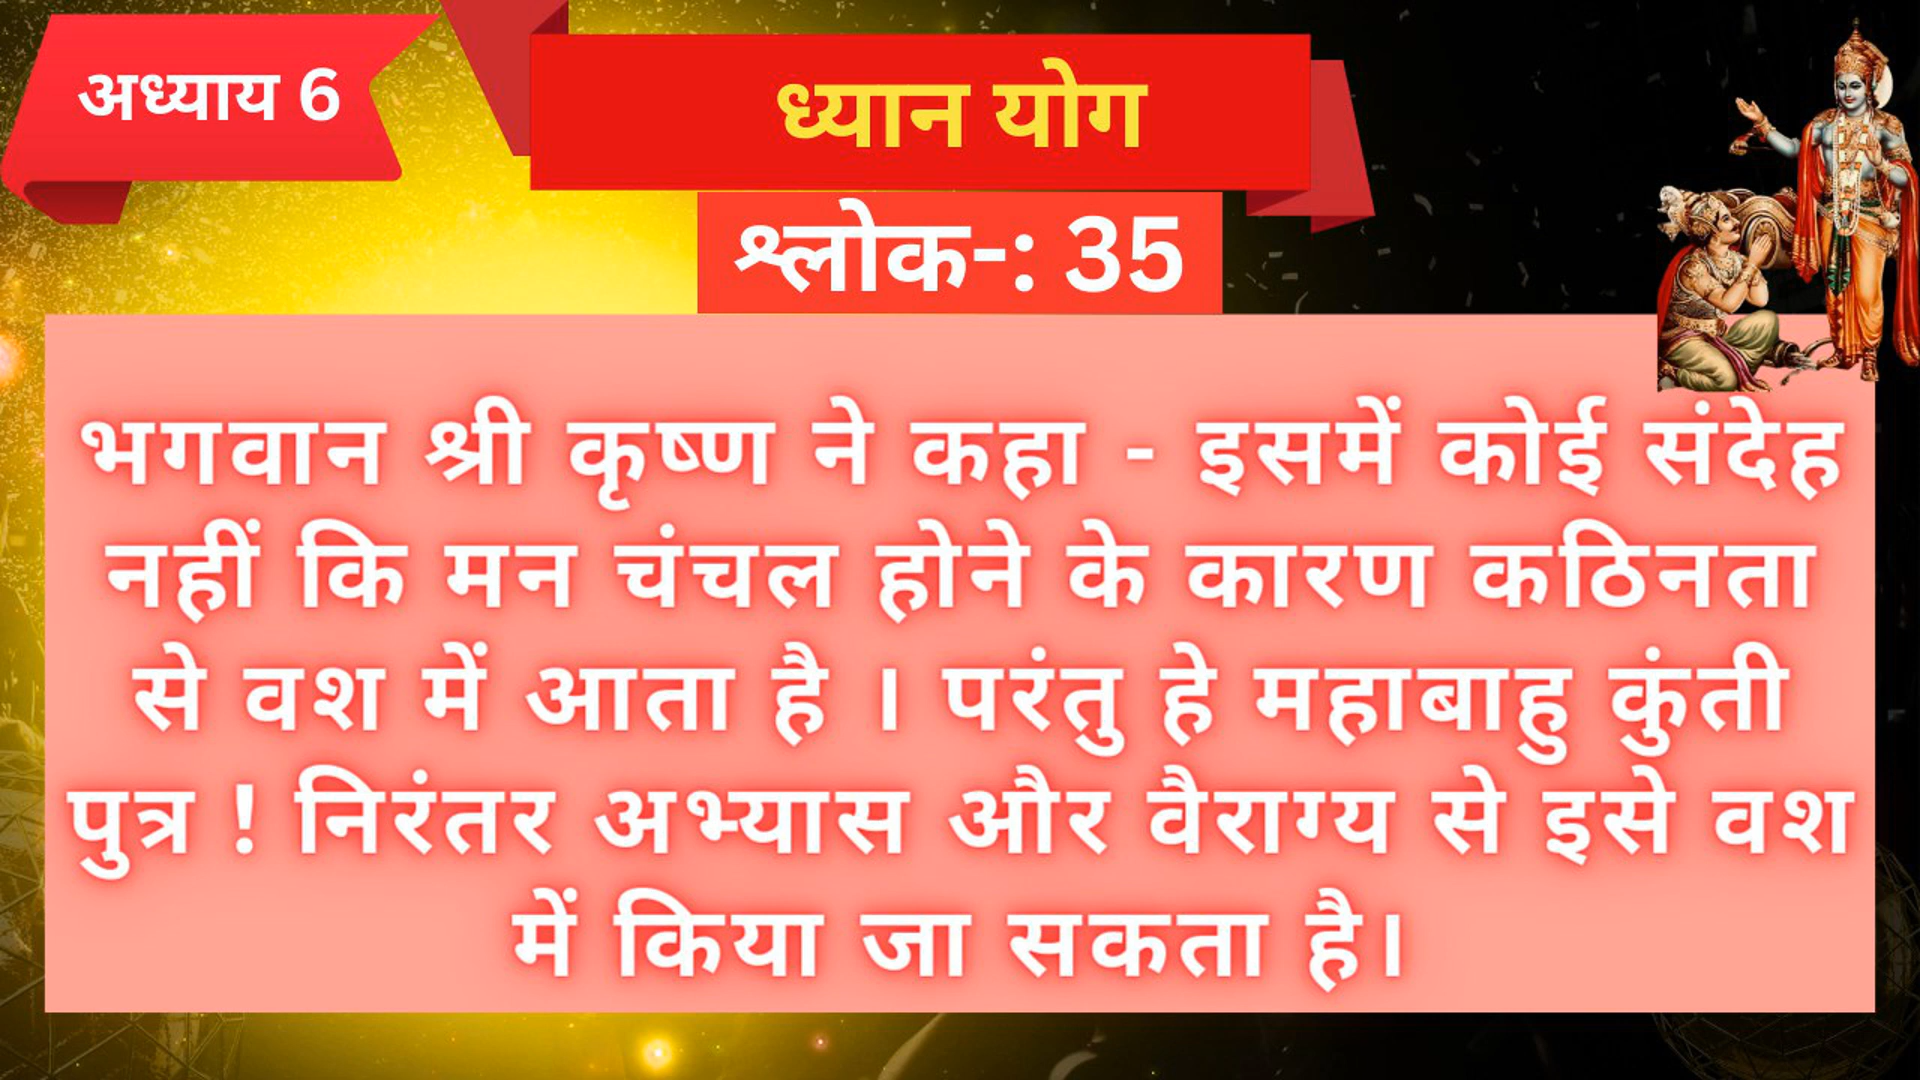 अध्याय 6
ध्यान योग
श्लोक-: 35
भगवान श्री कृष्ण ने कहा - इसमें कोई संदेह
नहीं कि मन चंचल होने के कारण कठिनता
से वश में आता है । परंतु हे महाबाहु कुंती
पुत्र ! निरंतर अभ्यास और वैराग्य से इसे वश
में किया जा सकता है।